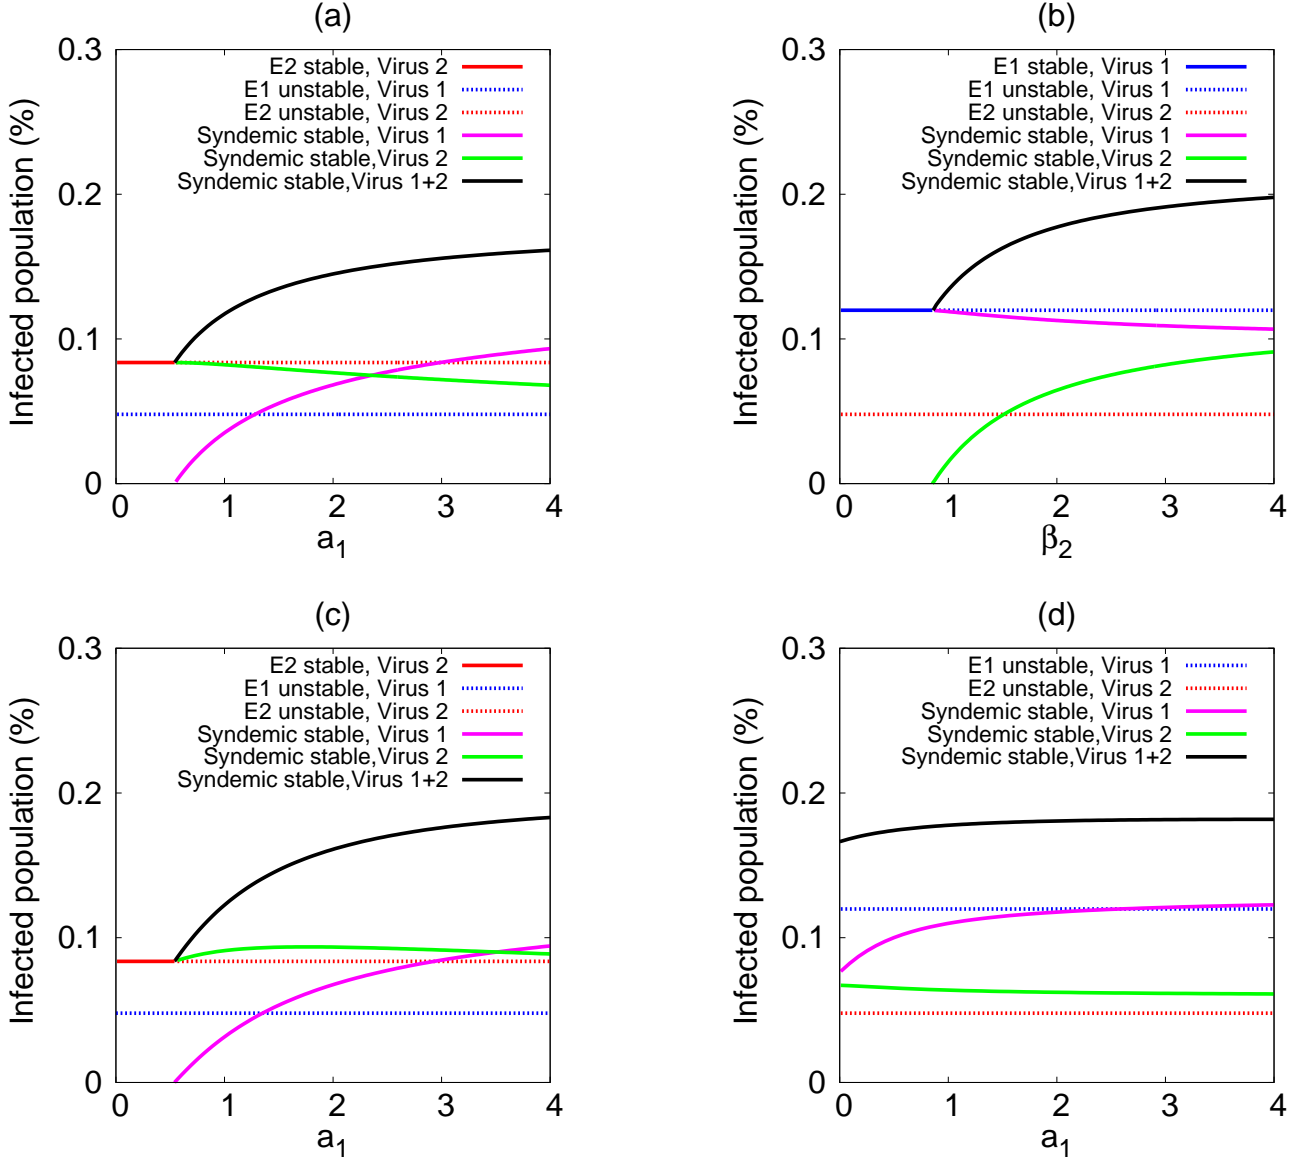 (a)
0.3
0.2
0.1
0
Infected population (%)
E2 stable, Virus 2
E1 unstable, Virus 1
E2 unstable, Virus 2
Syndemic stable, Virus 1
Syndemic stable,Virus 2
Syndemic stable,Virus 1+2
0 1 2 3 4
a1
(b)
0.3
0.2
0.1
0
Infected population (%)
E1 stable, Virus 1
E1 unstable, Virus 1
E2 unstable, Virus 2
Syndemic stable, Virus 1
Syndemic stable,Virus 2
Syndemic stable,Virus 1+2
0 1 2 3 4
β2
(c)
0.3
0.2
0.1
0
Infected population (%)
E2 stable, Virus 2
E1 unstable, Virus 1
E2 unstable, Virus 2
Syndemic stable, Virus 1
Syndemic stable,Virus 2
Syndemic stable,Virus 1+2
0 1 2 3 4
a1
(d)
0.3
0.2
0.1
0
Infected population (%)
E1 unstable, Virus 1
E2 unstable, Virus 2
Syndemic stable, Virus 1
Syndemic stable,Virus 2
Syndemic stable,Virus 1+2
0 1 2 3 4
a1